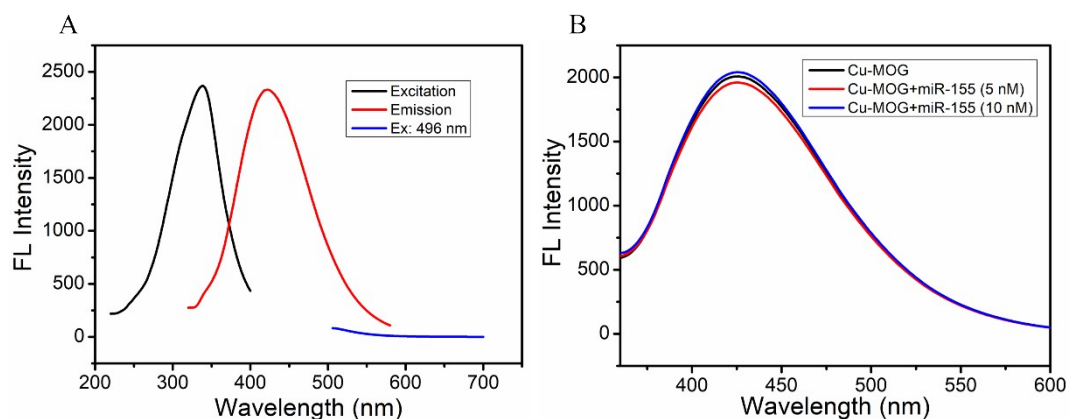 A
FL Intensity
2500
2000
1500
1000
500
0
200 300 400 500 600 700
Wavelength (nm)
Excitation
Emission
Ex: 496 nm
B
FL Intensity
2000
1500
1000
500
0
400 450 500 550 600
Wavelength (nm)
Cu-MOG
Cu-MOG+miR-155 (5 nM)
Cu-MOG+miR-155 (10 nM)